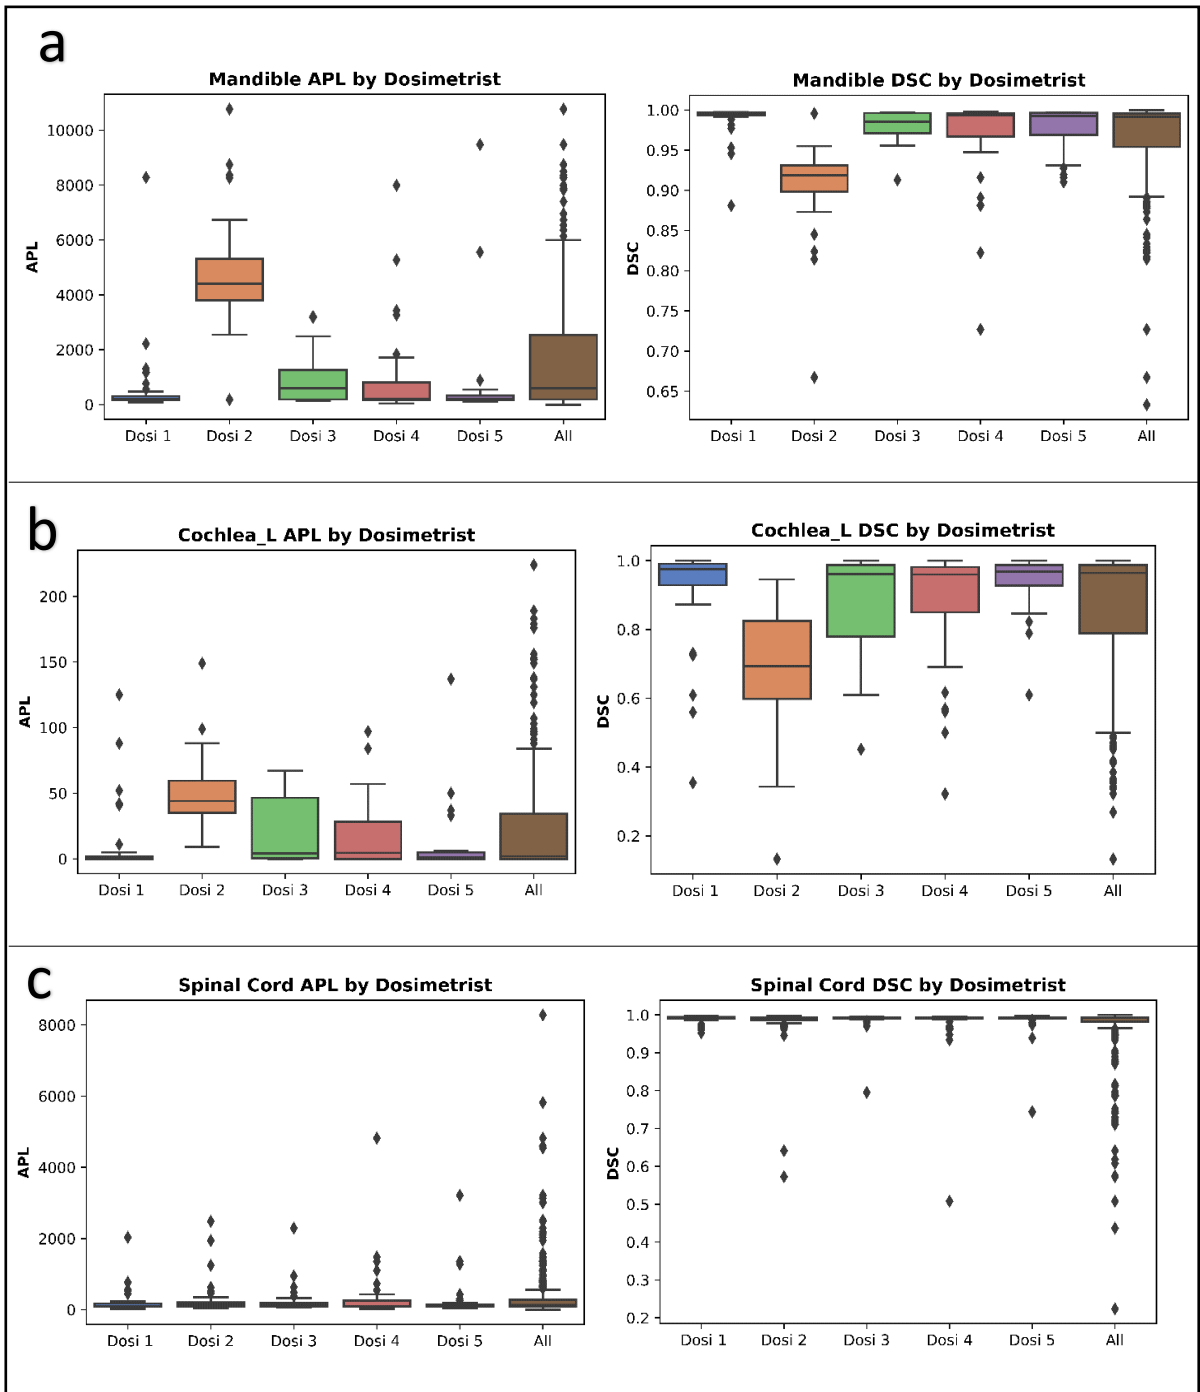 a
Mandible APL by Dosimetrist
APL
10000
8000
6000
4000
2000
0
Dosi 1 Dosi 2 Dosi 3 Dosi 4 Dosi 5 All
Mandible DSC by Dosimetrist
DSC
1.00
0.95
0.90
0.85
0.80
0.75
0.70
0.65
Dosi 1 Dosi 2 Dosi 3 Dosi 4 Dosi 5 All
b
Cochlea_L APL by Dosimetrist
APL
200
150
100
50
0
Dosi 1 Dosi 2 Dosi 3 Dosi 4 Dosi 5 All
Cochlea_L DSC by Dosimetrist
DSC
1.0
0.8
0.6
0.4
0.2
Dosi 1 Dosi 2 Dosi 3 Dosi 4 Dosi 5 All
c
Spinal Cord APL by Dosimetrist
APL
8000
6000
4000
2000
0
Dosi 1 Dosi 2 Dosi 3 Dosi 4 Dosi 5 All
Spinal Cord DSC by Dosimetrist
DSC
1.0
0.9
0.8
0.7
0.6
0.5
0.4
0.3
0.2
Dosi 1 Dosi 2 Dosi 3 Dosi 4 Dosi 5 All